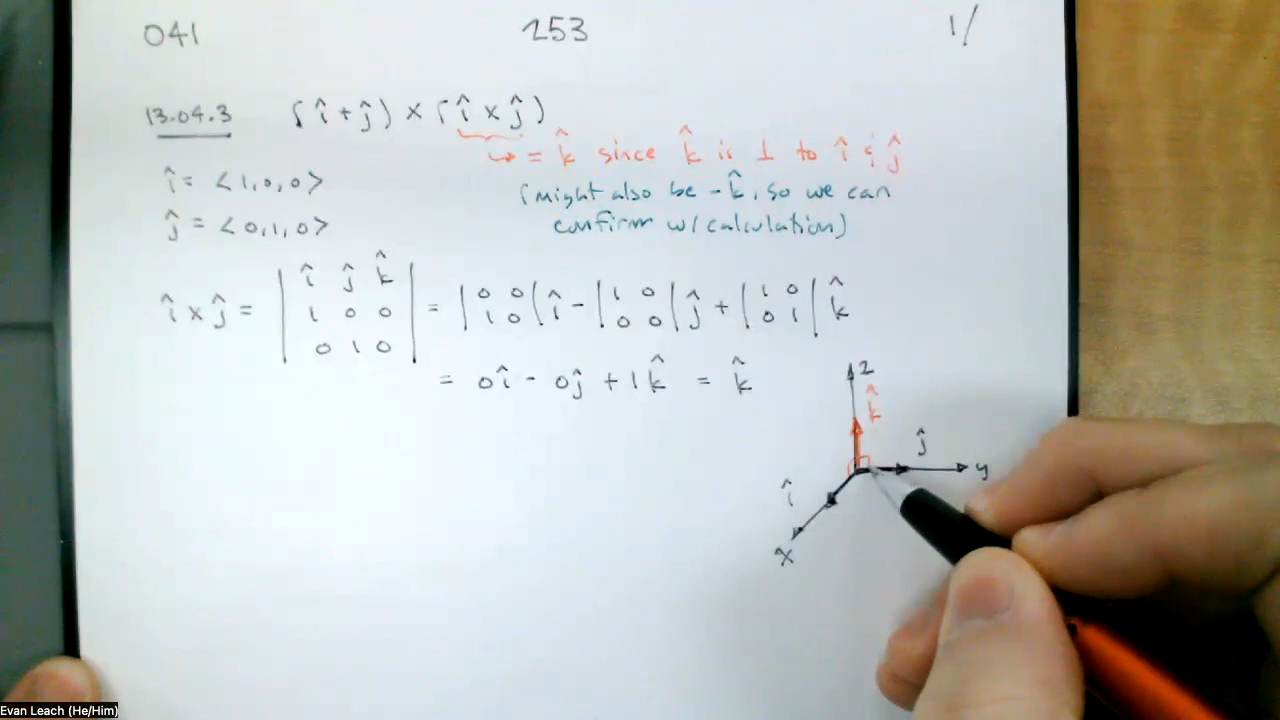 041 253 1/
13.04.3 (î + ĵ) × (î × ĵ)
↳ = k̂ since k̂ is ⊥ to î & ĵ
î = <1,0,0>
(might also be -k̂, so we can
ĵ = <0,1,0>
confirm w/ calculation)
î × ĵ = | î ĵ k̂ |
| 1 0 0 | = | 0 0 | î - | 1 0 | ĵ + | 1 0 | k̂
| 0 1 0 | | 1 0 | | 0 0 | | 0 1 |
= 0î - 0ĵ + 1k̂ = k̂
z
k̂
ĵ
y
î
x
Evan Leach (He/Him)